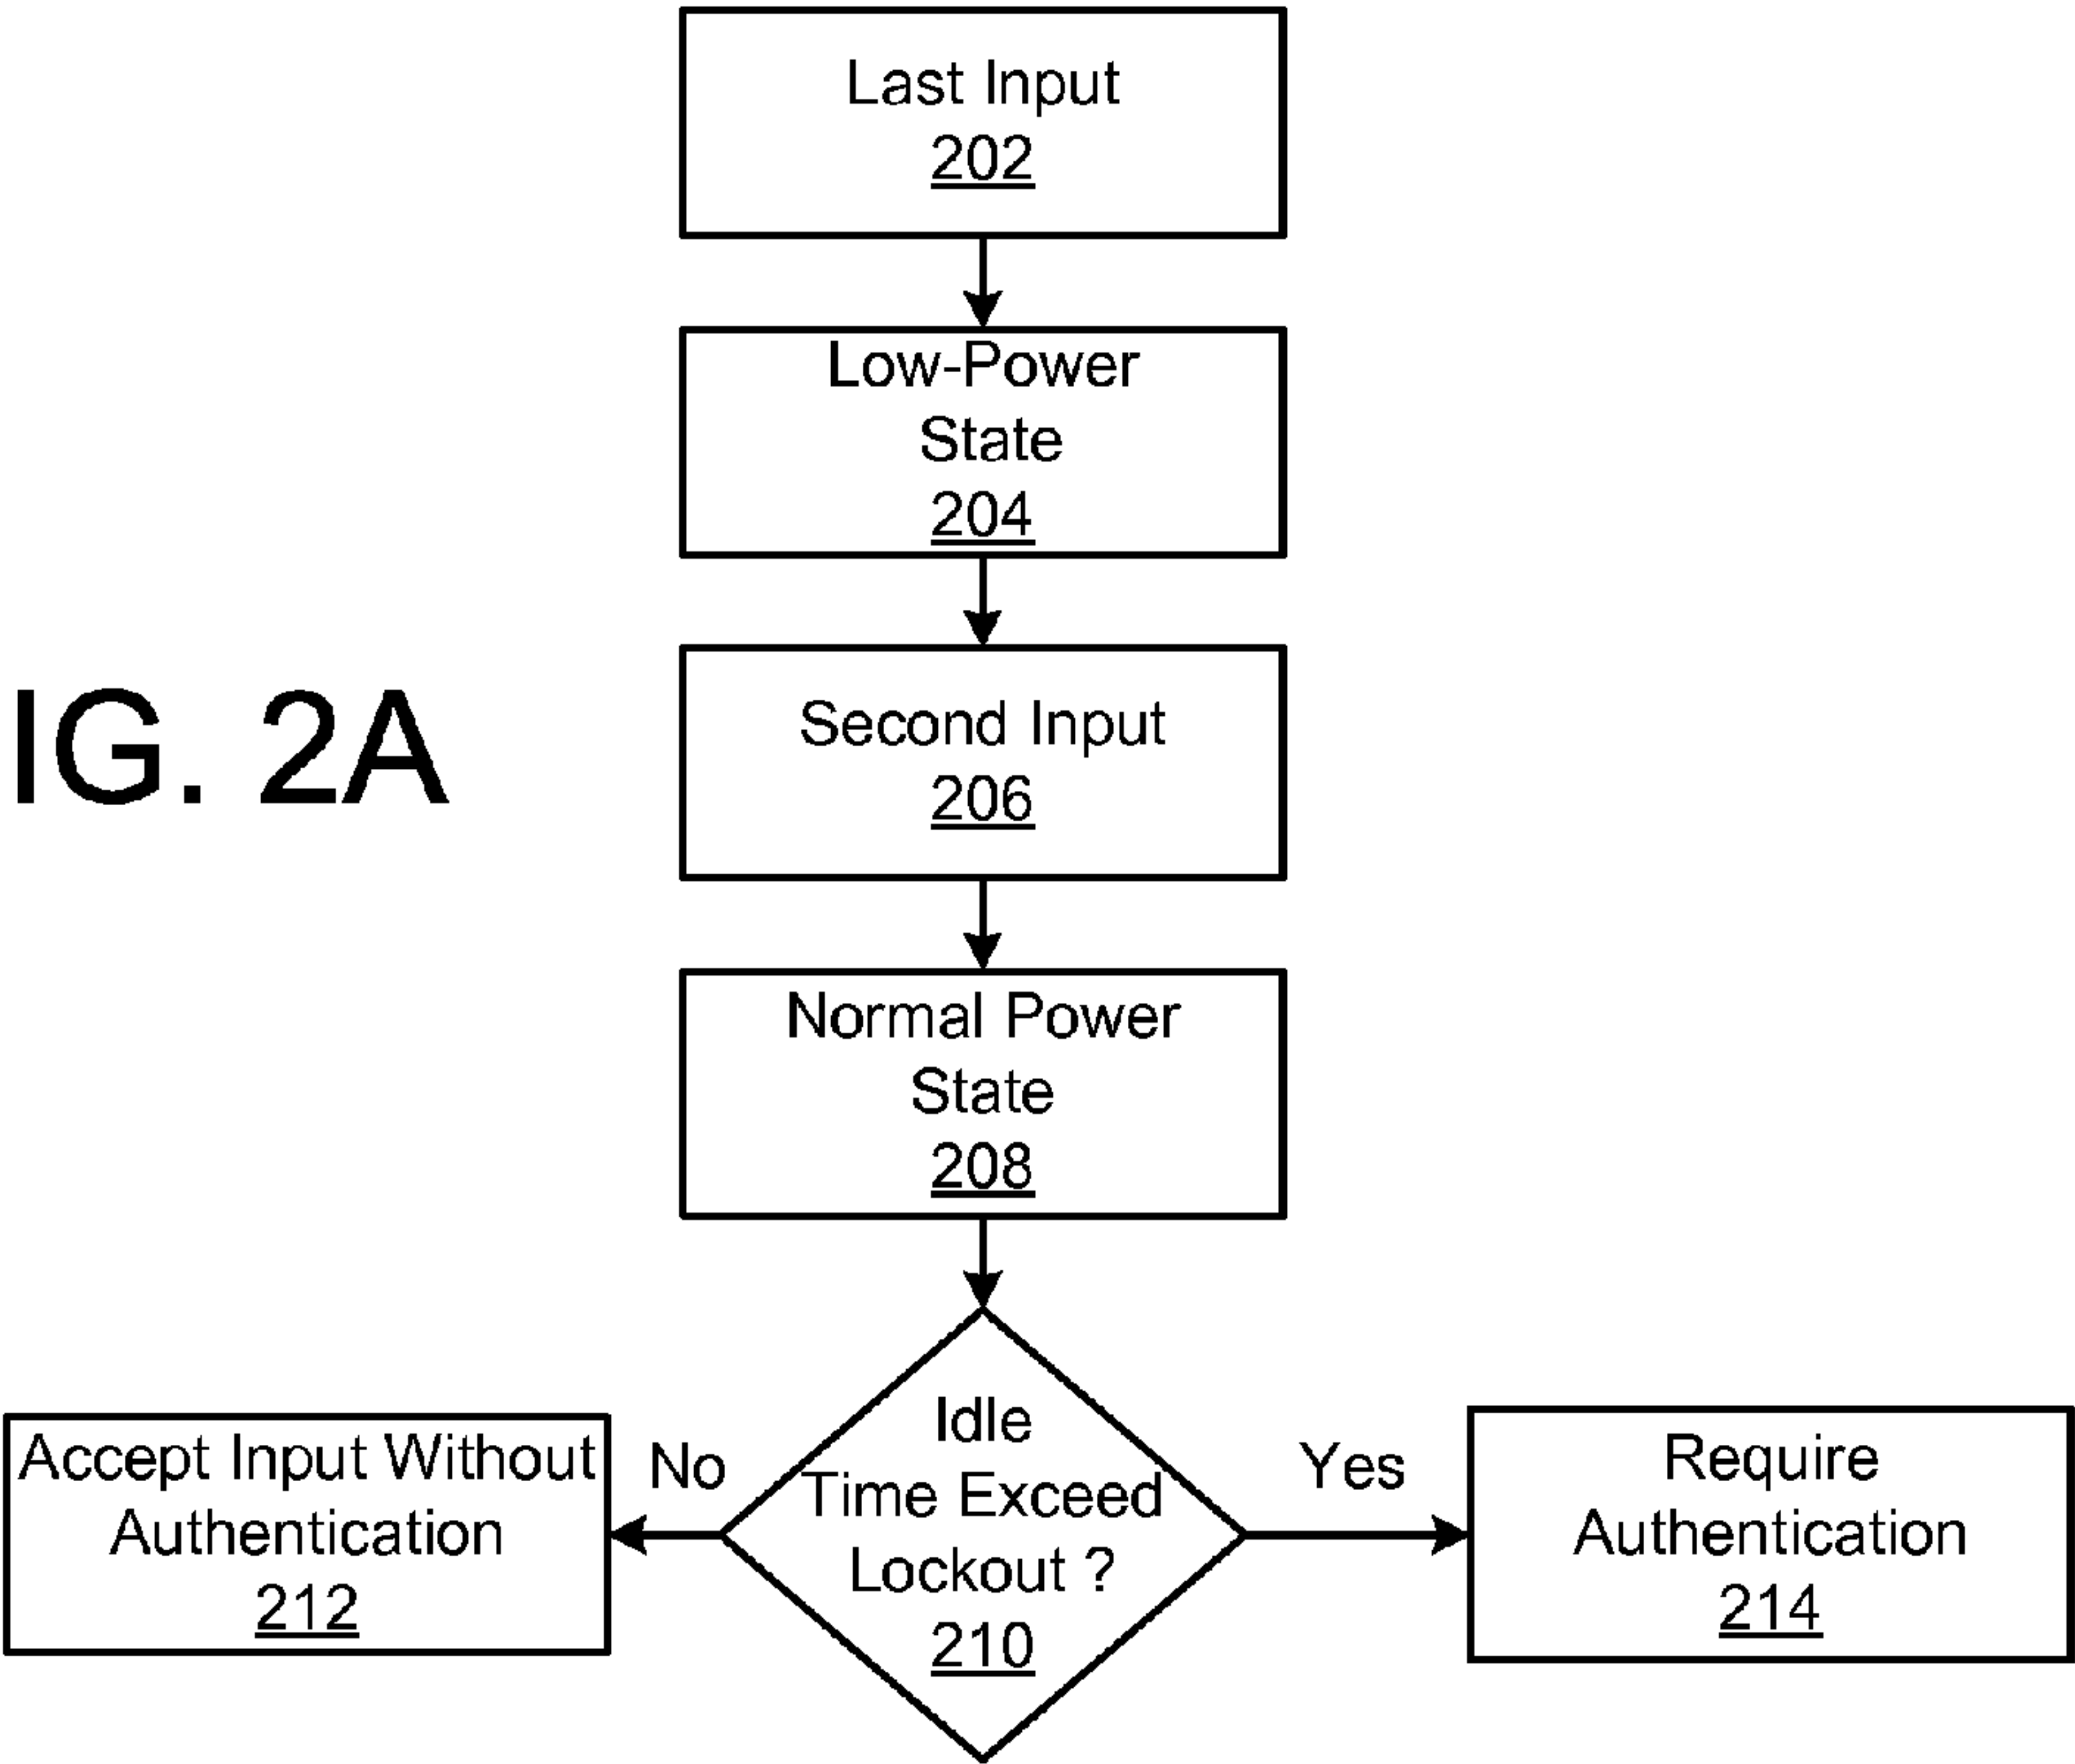 Last Input
202
Low-Power
State
204
Second Input
206
IG. 2A
Normal Power
State
208
Idle
Time Exceed
Lockout ?
210
No
Yes
Accept Input Without
Authentication
212
Require
Authentication
214